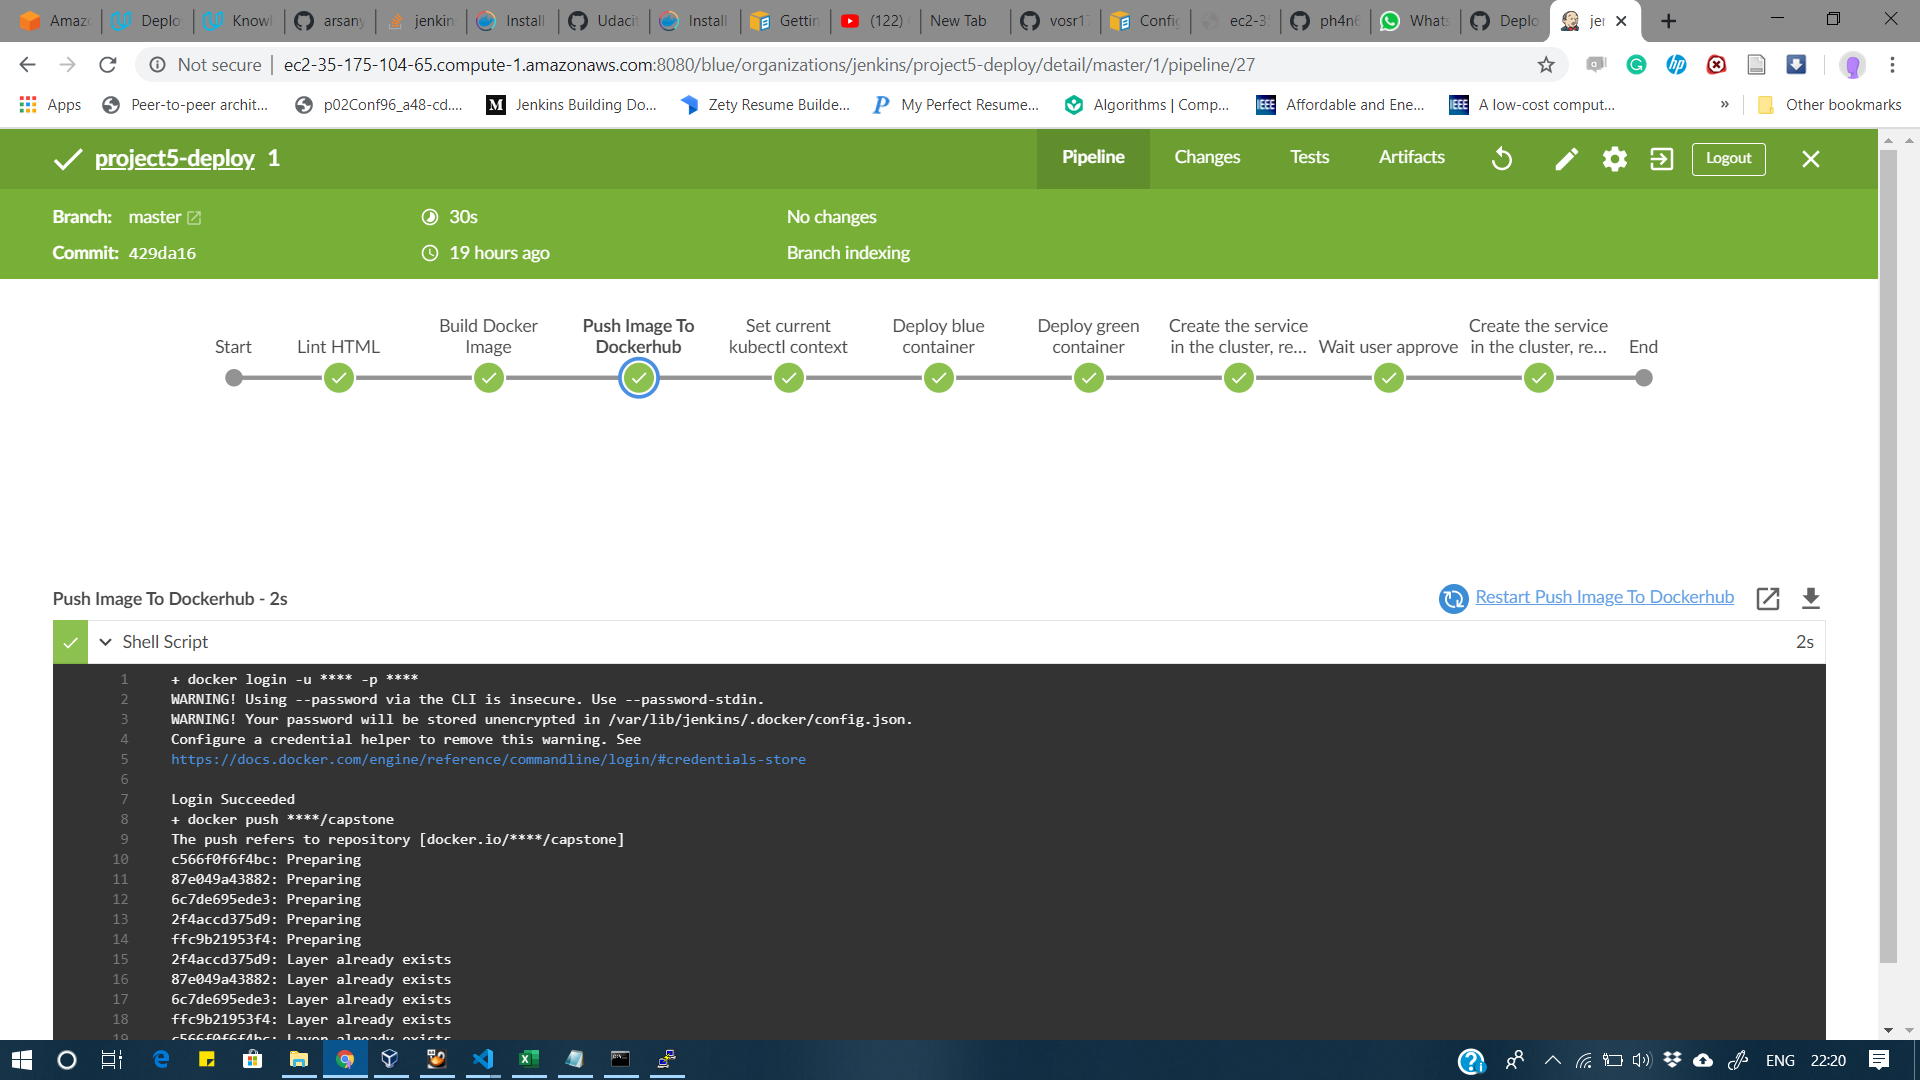 Amazo
Deplo
Knowl
arsany
jenkin
Install
Udacit
Install
Gettin
(122)
New Tab
vosr17
Config
ec2-35
ph4n6
Whats
Deplo
jer
Not secure
ec2-35-175-104-65.compute-1.amazonaws.com:8080/blue/organizations/jenkins/project5-deploy/detail/master/1/pipeline/27
Apps
Peer-to-peer archit...
p02Conf96_a48-cd....
Jenkins Building Do...
Zety Resume Builde...
My Perfect Resume...
Algorithms | Comp...
Affordable and Ene...
A low-cost comput...
»
Other bookmarks
project5-deploy 1
Pipeline
Changes
Tests
Artifacts
Logout
Branch: master
30s
No changes
Commit: 429da16
19 hours ago
Branch indexing
Start
Lint HTML
Build Docker
Image
Push Image To
Dockerhub
Set current
kubectl context
Deploy blue
container
Deploy green
container
Create the service
in the cluster, re...
Wait user approve
Create the service
in the cluster, re...
End
Push Image To Dockerhub - 2s
Restart Push Image To Dockerhub
Shell Script
2s
1 + docker login -u **** -p ****
2 WARNING! Using --password via the CLI is insecure. Use --password-stdin.
3 WARNING! Your password will be stored unencrypted in /var/lib/jenkins/.docker/config.json.
4 Configure a credential helper to remove this warning. See
5 https://docs.docker.com/engine/reference/commandline/login/#credentials-store
6
7 Login Succeeded
8 + docker push ****/capstone
9 The push refers to repository [docker.io/****/capstone]
10 c566f0f6f4bc: Preparing
11 87e049a43882: Preparing
12 6c7de695ede3: Preparing
13 2f4accd375d9: Preparing
14 ffc9b21953f4: Preparing
15 2f4accd375d9: Layer already exists
16 87e049a43882: Layer already exists
17 6c7de695ede3: Layer already exists
18 ffc9b21953f4: Layer already exists
19 c566f0f6f4bc: Layer already exists
ENG
22:20